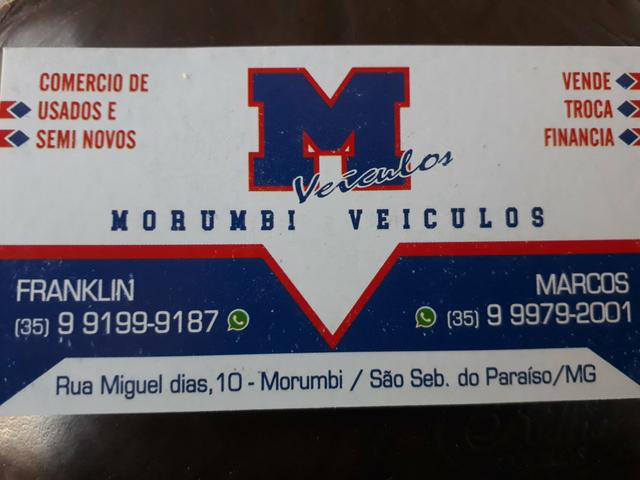 COMERCIO DE
USADOS E
SEMI NOVOS
M
Veículos
VENDE
TROCA
FINANCIA
MORUMBI VEICULOS
FRANKLIN
(35) 9 9199-9187
MARCOS
(35) 9 9979-2001
Rua Miguel dias,10 - Morumbi / São Seb. do Paraíso/MG